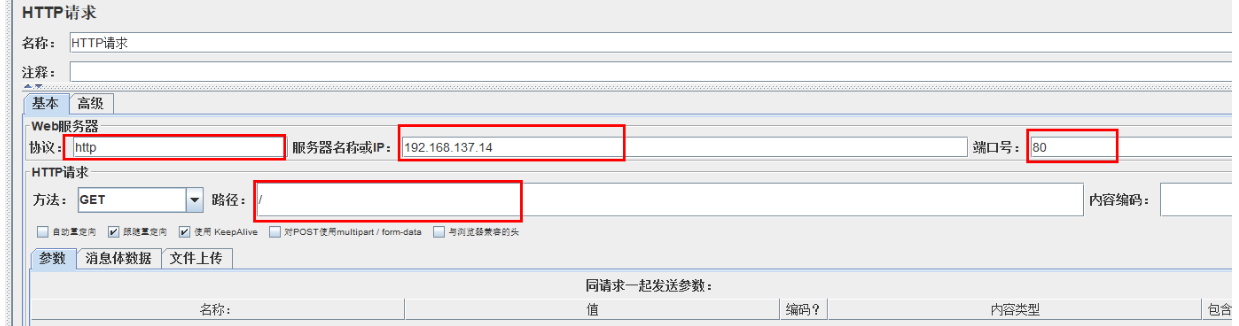 HTTP请求
名称： HTTP请求
注释：
基本 高级
Web服务器
协议： http 服务器名称或IP： 192.168.137.14 端口号： 80
HTTP请求
方法： GET 路径： / 内容编码：
自动重定向 跟随重定向 使用 KeepAlive 对POST使用multipart / form-data 与浏览器兼容的头
参数 消息体数据 文件上传
同请求一起发送参数：
名称： 值 编码？ 内容类型 包含